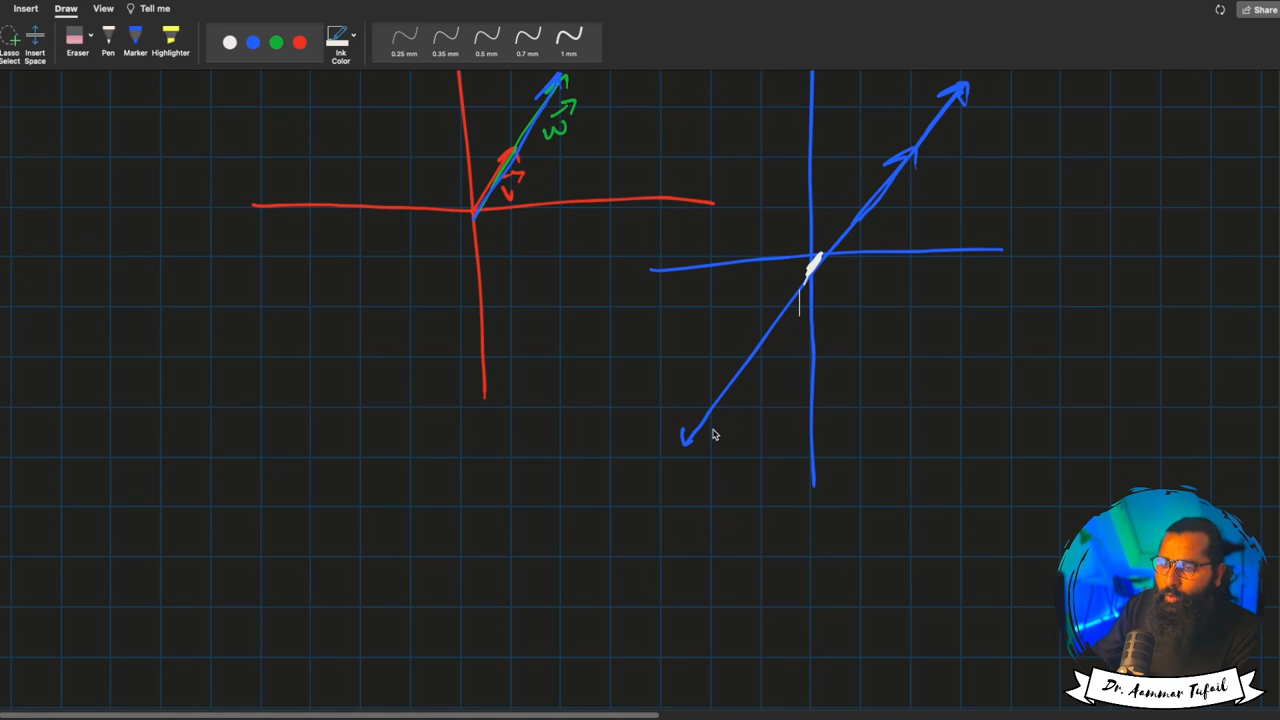 Insert Draw View Tell me
Share
Lasso Select
Insert Space
Eraser
Pen
Marker
Highlighter
Ink Color
0.25 mm
0.35 mm
0.5 mm
0.7 mm
1 mm
w
v
Dr. Aammar Tufail